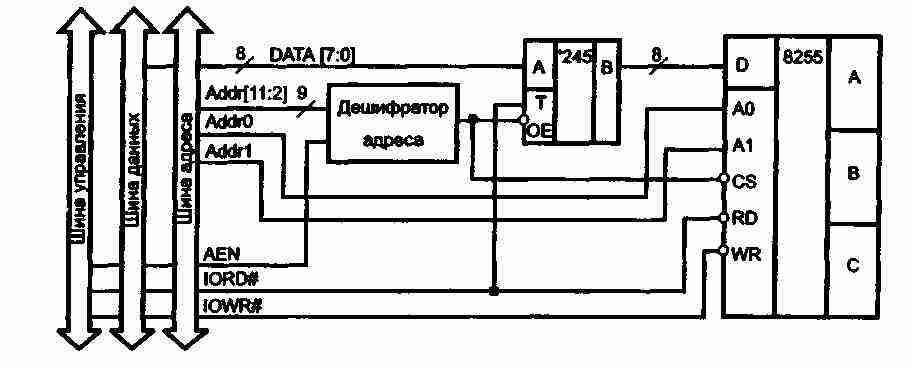 Шина управления
Шина данных
Шина адреса
8 DATA [7:0]
Addr[11:2] 9
Addr0
Addr1
AEN
IORD#
IOWR#
Дешифратор
адреса
A '245 B
T
OE
8
D 8255 A
A0
A1
B
CS
RD
WR
C